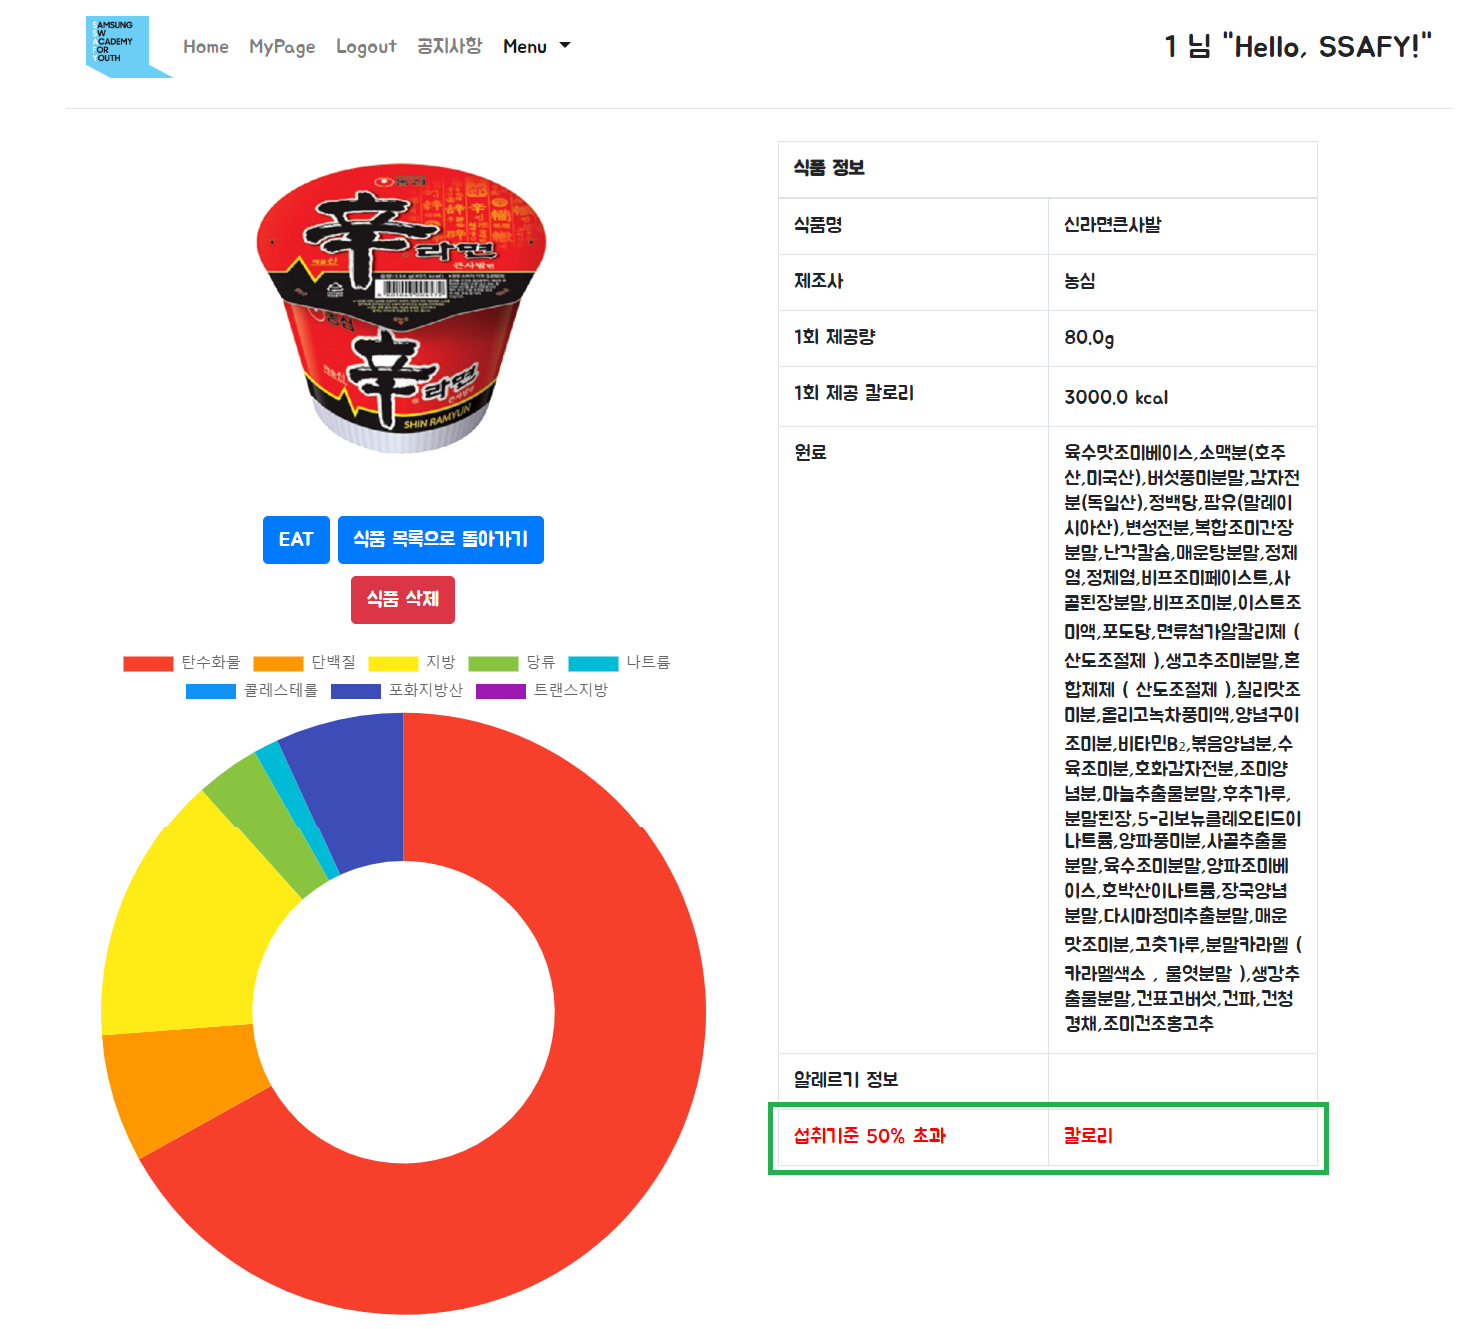 SAMSUNG
SW
ACADEMY
FOR
YOUTH
Home MyPage Logout 공지사항 Menu
1 님 "Hello, SSAFY!"
농심
辛라면
큰사발면
매운 신
농심
辛라면
큰사발면
SHIN RAMYUN
EAT 식품 목록으로 돌아가기
식품 삭제
탄수화물 단백질 지방 당류 나트륨
콜레스테롤 포화지방산 트랜스지방
식품 정보
식품명 신라면큰사발
제조사 농심
1회 제공량 80.0g
1회 제공 칼로리 3000.0 kcal
원료 육수맛조미베이스,소맥분(호주
산,미국산),버섯풍미분말,감자전
분(독일산),정백당,팜유(말레이
시아산),변성전분,복합조미간장
분말,난각칼슘,매운탕분말,정제
염,정제염,비프조미페이스트,사
골된장분말,비프조미분,이스트조
미액,포도당,면류첨가알칼리제 (
산도조절제 ),생고추조미분말,혼
합제제 ( 산도조절제 ),칠리맛조
미분,올리고녹차풍미액,양념구이
조미분,비타민B₂,볶음양념분,수
육조미분,호화감자전분,조미양
념분,마늘추출물분말,후추가루,
분말된장,5-리보뉴클레오티드이
나트륨,양파풍미분,사골추출물
분말,육수조미분말,양파조미베
이스,호박산이나트륨,장국양념
분말,다시마정미추출분말,매운
맛조미분,고춧가루,분말카라멜 (
카라멜색소 , 물엿분말 ),생강추
출물분말,건표고버섯,건파,건청
경채,조미건조홍고추
알레르기 정보
섭취기준 50% 초과 칼로리